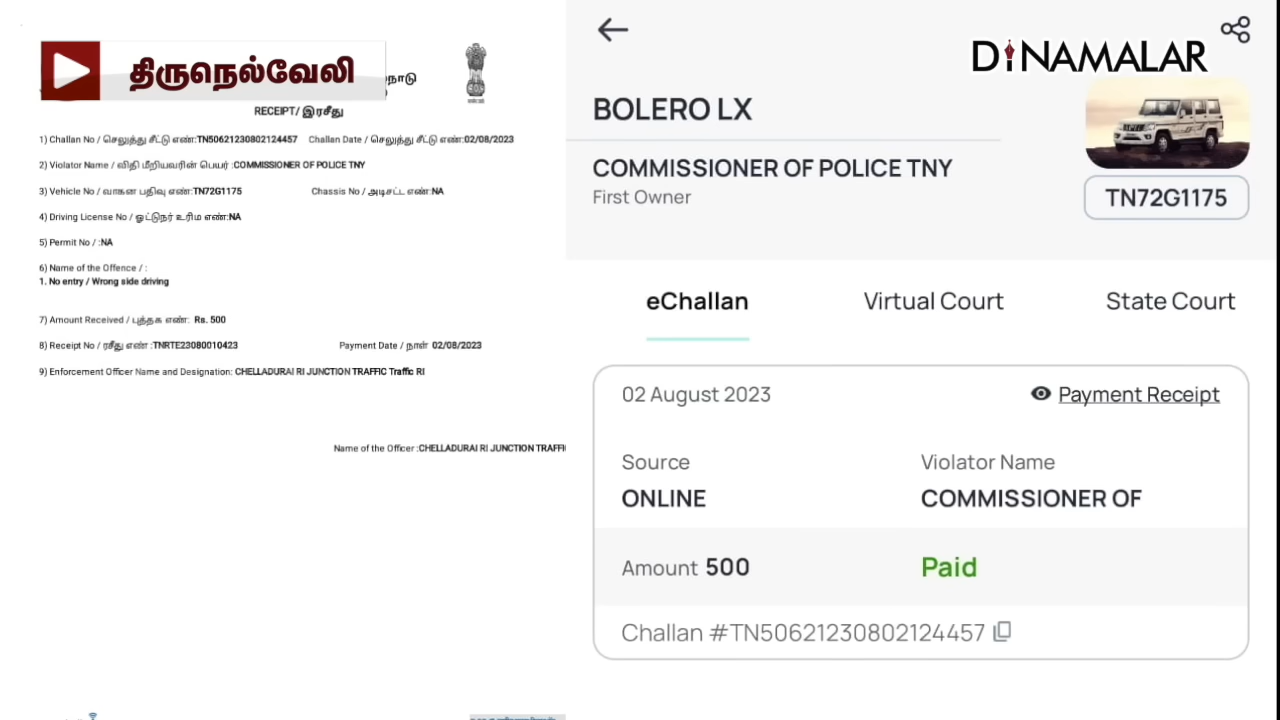 திருநெல்வேலி
நாடு
RECEIPT/ இரசீது
1) Challan No / செலுத்து சீட்டு எண்:TN50621230802124457 Challan Date / செலுத்து சீட்டு எண்:02/08/2023
2) Violator Name / விதி மீறியவரின் பெயர் :COMMISSIONER OF POLICE TNY
3) Vehicle No / வாகன பதிவு எண்:TN72G1175 Chassis No / அடிசட்ட எண்:NA
4) Driving License No / ஓட்டுநர் உரிம எண்:NA
5) Permit No / :NA
6) Name of the Offence / :
1. No entry / Wrong side driving
7) Amount Received / புத்தக எண்: Rs. 500
8) Receipt No / ரசீது எண் :TNRTE23080010423 Payment Date / நாள் 02/08/2023
9) Enforcement Officer Name and Designation: CHELLADURAI RI JUNCTION TRAFFIC Traffic RI
Name of the Officer :CHELLADURAI RI JUNCTION TRAFFI
DINAMALAR
BOLERO LX
COMMISSIONER OF POLICE TNY
First Owner
TN72G1175
eChallan Virtual Court State Court
02 August 2023 Payment Receipt
Source Violator Name
ONLINE COMMISSIONER OF
Amount 500 Paid
Challan #TN50621230802124457